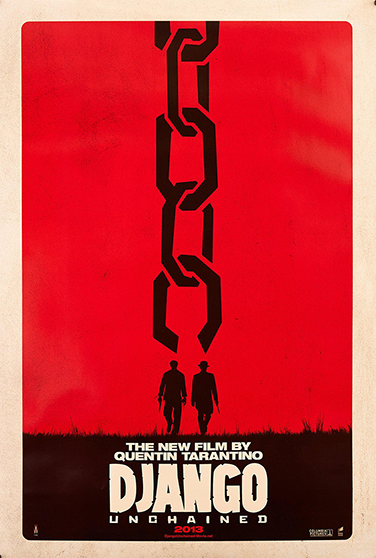 THE NEW FILM BY
QUENTIN TARANTINO
DJANGO
UNCHAINED
2013